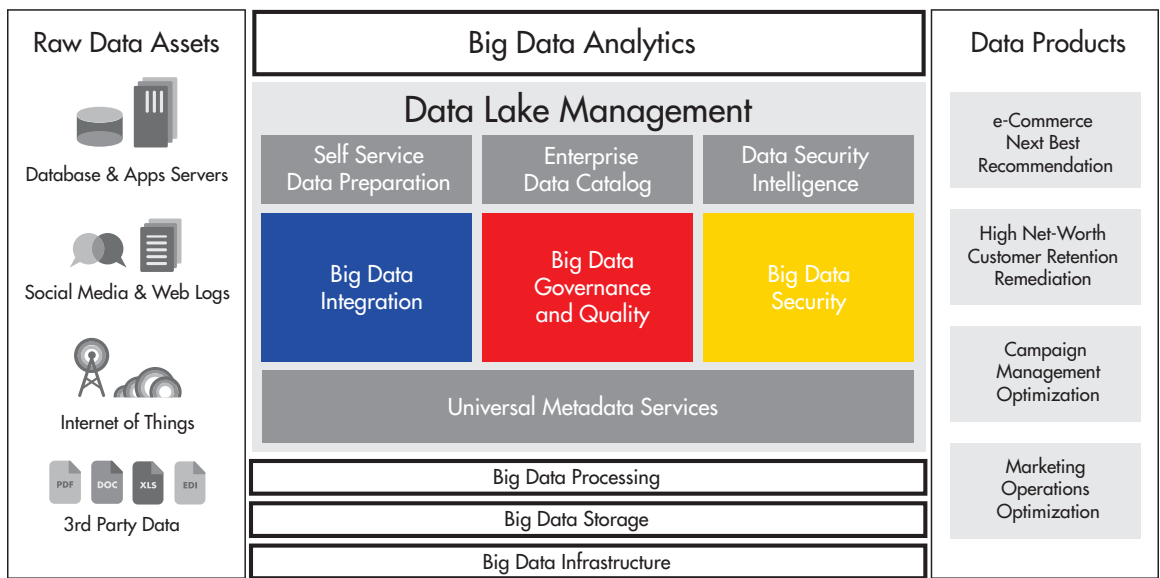 Raw Data Assets
Database & Apps Servers
Social Media & Web Logs
Internet of Things
PDF
DOC
XLS
EDI
3rd Party Data
Big Data Analytics
Data Lake Management
Self Service
Data Preparation
Enterprise
Data Catalog
Data Security
Intelligence
Big Data
Integration
Big Data
Governance
and Quality
Big Data
Security
Universal Metadata Services
Big Data Processing
Big Data Storage
Big Data Infrastructure
Data Products
e-Commerce
Next Best
Recommendation
High Net-Worth
Customer Retention
Remediation
Campaign
Management
Optimization
Marketing
Operations
Optimization